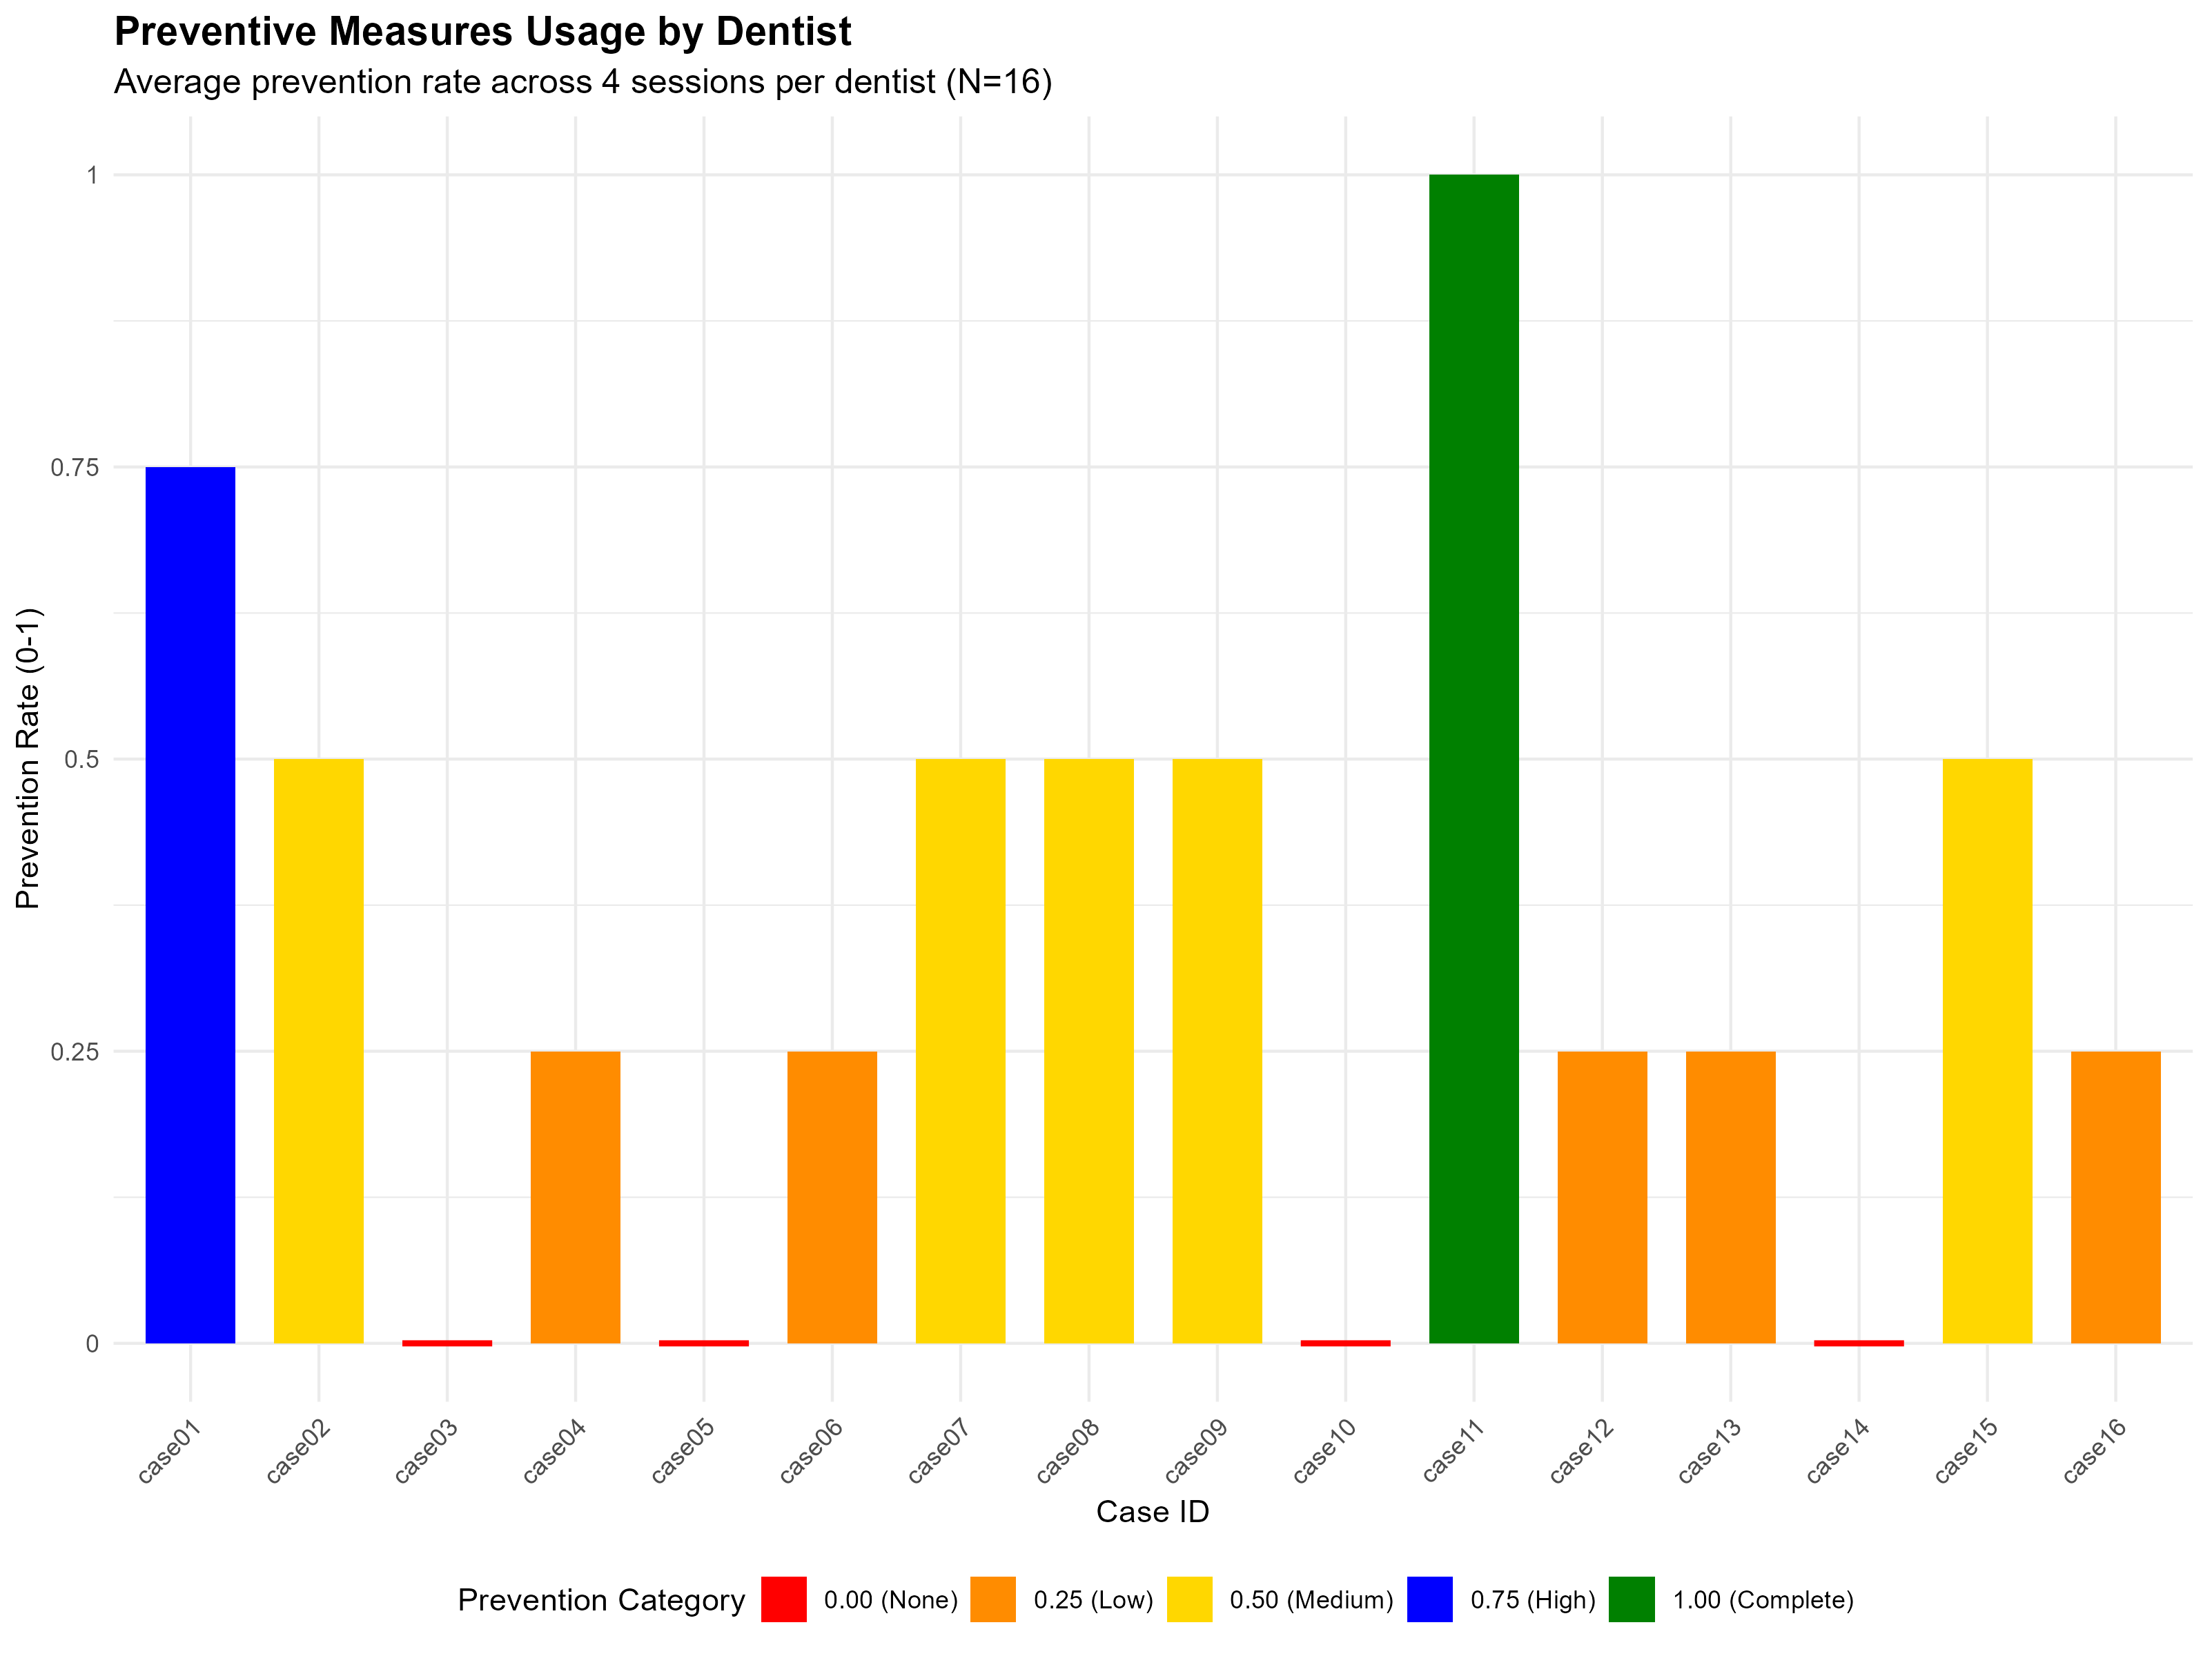 Preventive Measures Usage by Dentist
Average prevention rate across 4 sessions per dentist (N=16)
Prevention Rate (0-1)
1
0.75
0.5
0.25
0
case01 case02 case03 case04 case05 case06 case07 case08 case09 case10 case11 case12 case13 case14 case15 case16
Case ID
Prevention Category 0.00 (None) 0.25 (Low) 0.50 (Medium) 0.75 (High) 1.00 (Complete)